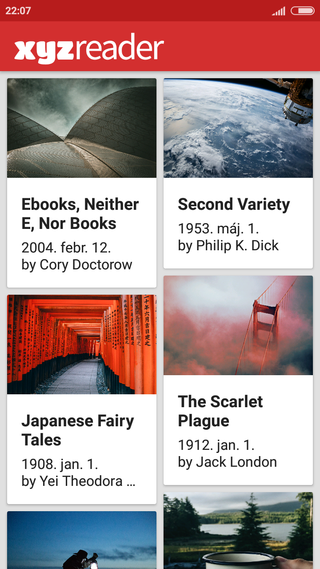 22:07
xyzreader
Ebooks, Neither
E, Nor Books
2004. febr. 12.
by Cory Doctorow
Second Variety
1953. máj. 1.
by Philip K. Dick
Japanese Fairy
Tales
1908. jan. 1.
by Yei Theodora ...
The Scarlet
Plague
1912. jan. 1.
by Jack London